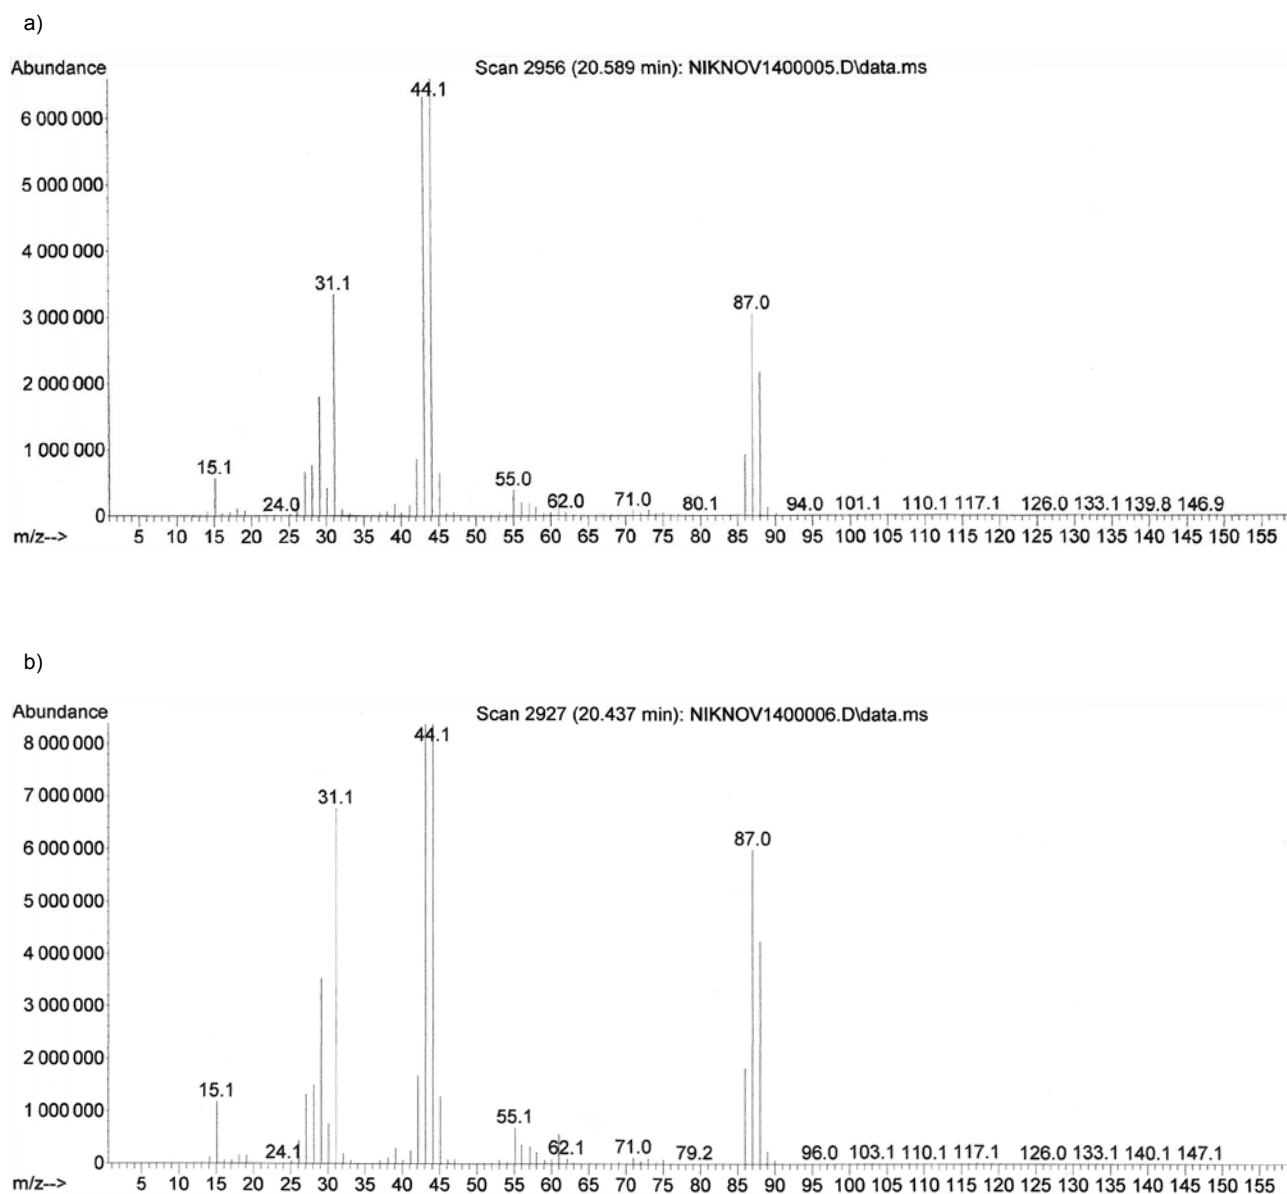 a)
Abundance
Scan 2956 (20.589 min): NIKNOV1400005.D\data.ms
44.1
6 000 000
5 000 000
4 000 000
31.1
87.0
3 000 000
2 000 000
1 000 000
15.1
55.0
24.0 62.0 71.0 80.1 94.0 101.1 110.1 117.1 126.0 133.1 139.8 146.9
0
m/z--> 5 10 15 20 25 30 35 40 45 50 55 60 65 70 75 80 85 90 95 100 105 110 115 120 125 130 135 140 145 150 155
b)
Abundance
Scan 2927 (20.437 min): NIKNOV1400006.D\data.ms
44.1
8 000 000
31.1
7 000 000
87.0
6 000 000
5 000 000
4 000 000
3 000 000
2 000 000
15.1
1 000 000
55.1
24.1 62.1 71.0 79.2 96.0 103.1 110.1 117.1 126.0 133.1 140.1 147.1
0
m/z--> 5 10 15 20 25 30 35 40 45 50 55 60 65 70 75 80 85 90 95 100 105 110 115 120 125 130 135 140 145 150 155